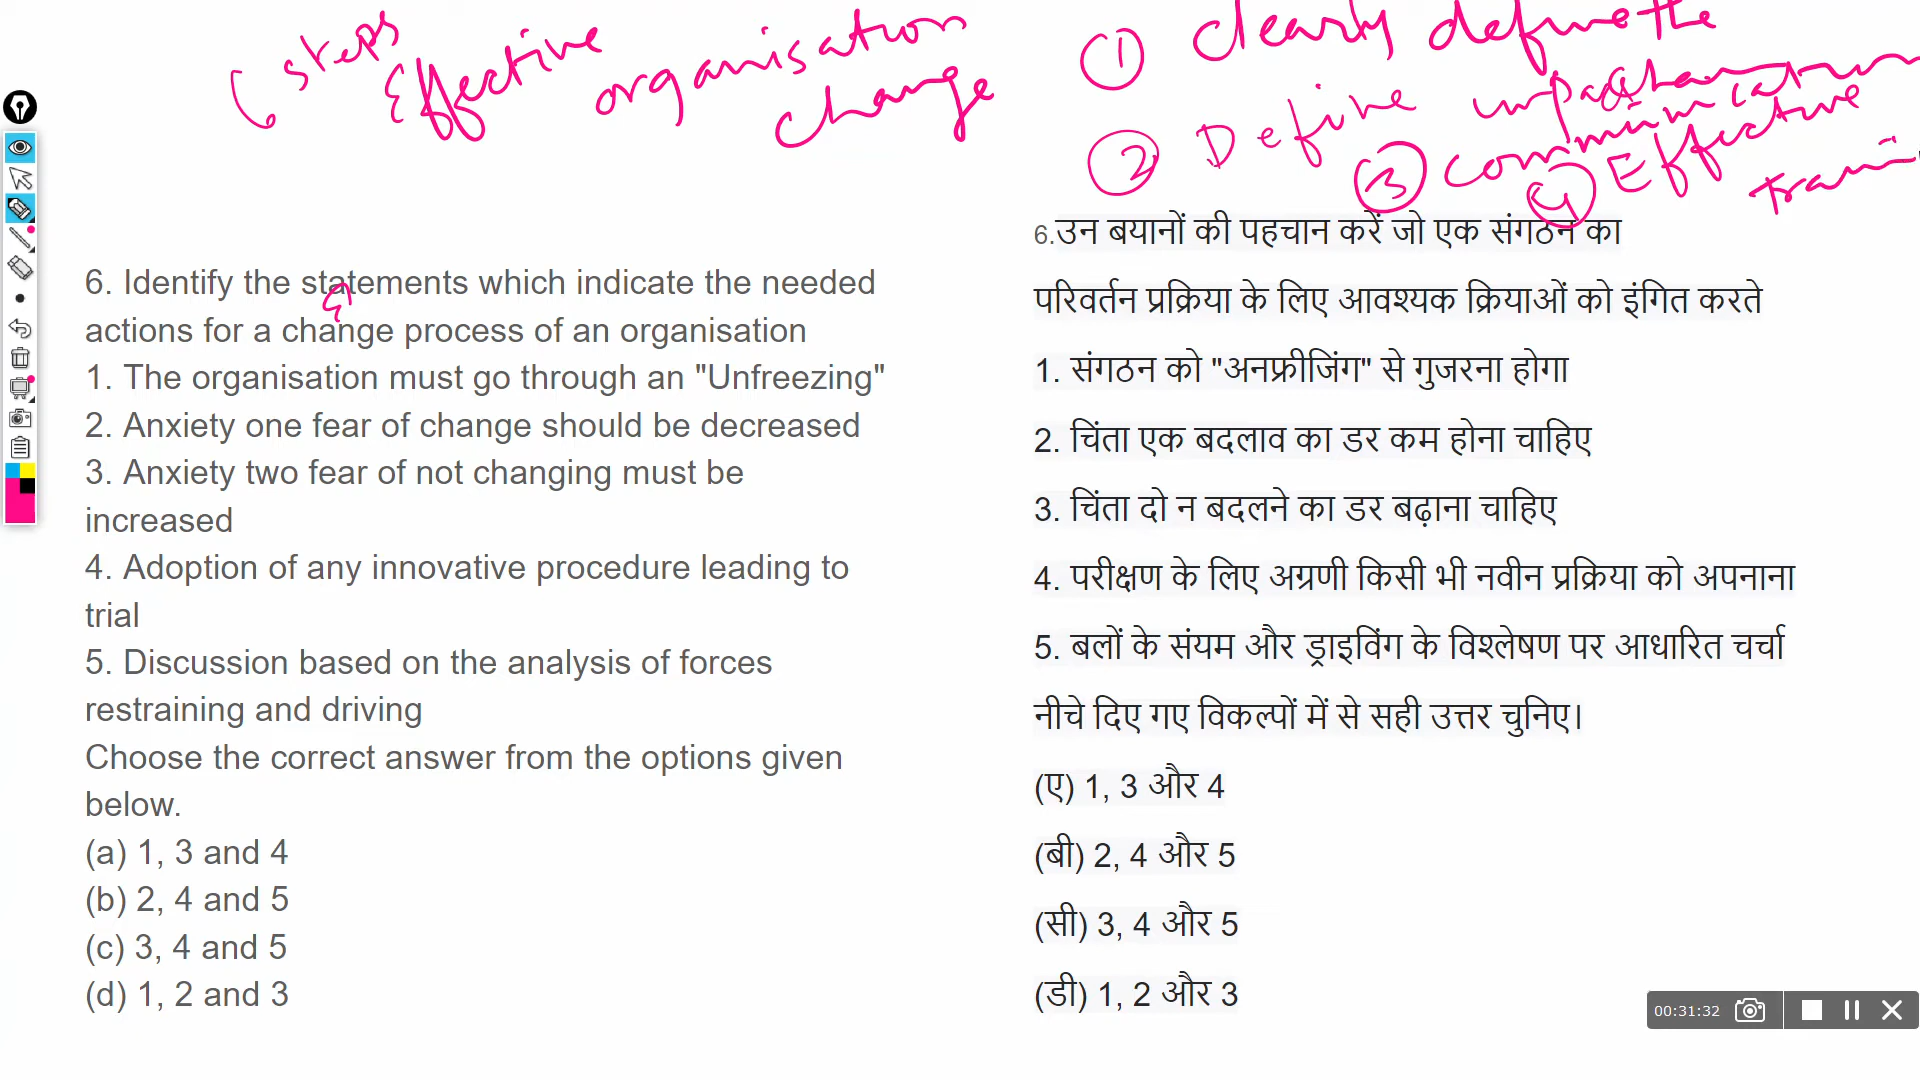 steps
Effective organisation
change
① clearly define the
② Define impact
③ communication
④ Effective
6. Identify the statements which indicate the needed
actions for a change process of an organisation
1. The organisation must go through an "Unfreezing"
2. Anxiety one fear of change should be decreased
3. Anxiety two fear of not changing must be
increased
4. Adoption of any innovative procedure leading to
trial
5. Discussion based on the analysis of forces
restraining and driving
Choose the correct answer from the options given
below.
(a) 1, 3 and 4
(b) 2, 4 and 5
(c) 3, 4 and 5
(d) 1, 2 and 3
6.उन बयानों की पहचान करें जो एक संगठन का
परिवर्तन प्रक्रिया के लिए आवश्यक क्रियाओं को इंगित करते
1. संगठन को "अनफ्रीजिंग" से गुजरना होगा
2. चिंता एक बदलाव का डर कम होना चाहिए
3. चिंता दो न बदलने का डर बढ़ाना चाहिए
4. परीक्षण के लिए अग्रणी किसी भी नवीन प्रक्रिया को अपनाना
5. बलों के संयम और ड्राइविंग के विश्लेषण पर आधारित चर्चा
नीचे दिए गए विकल्पों में से सही उत्तर चुनिए।
(ए) 1, 3 और 4
(बी) 2, 4 और 5
(सी) 3, 4 और 5
(डी) 1, 2 और 3
00:31:32